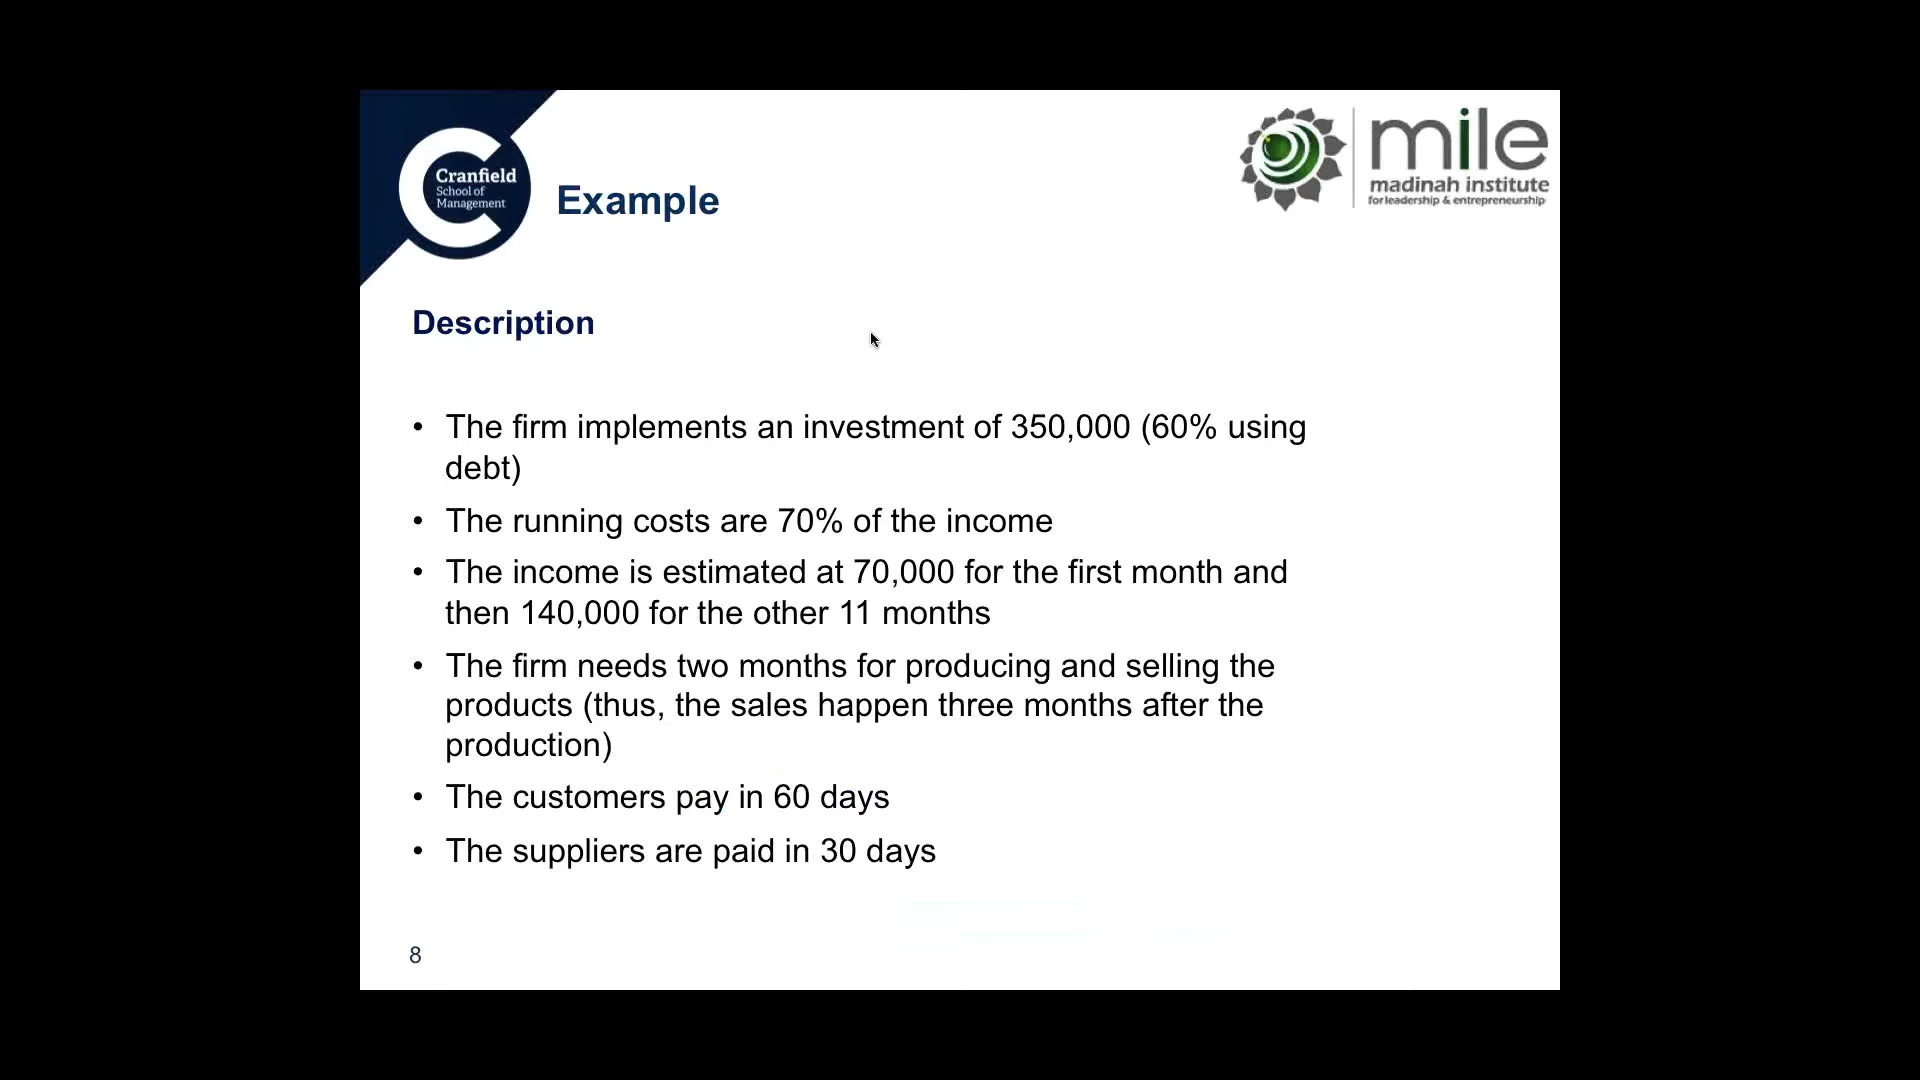 Cranfield
School of
Management
Example
mile
madinah institute
for leadership & entrepreneurship
Description
• The firm implements an investment of 350,000 (60% using
debt)
• The running costs are 70% of the income
• The income is estimated at 70,000 for the first month and
then 140,000 for the other 11 months
• The firm needs two months for producing and selling the
products (thus, the sales happen three months after the
production)
• The customers pay in 60 days
• The suppliers are paid in 30 days
8